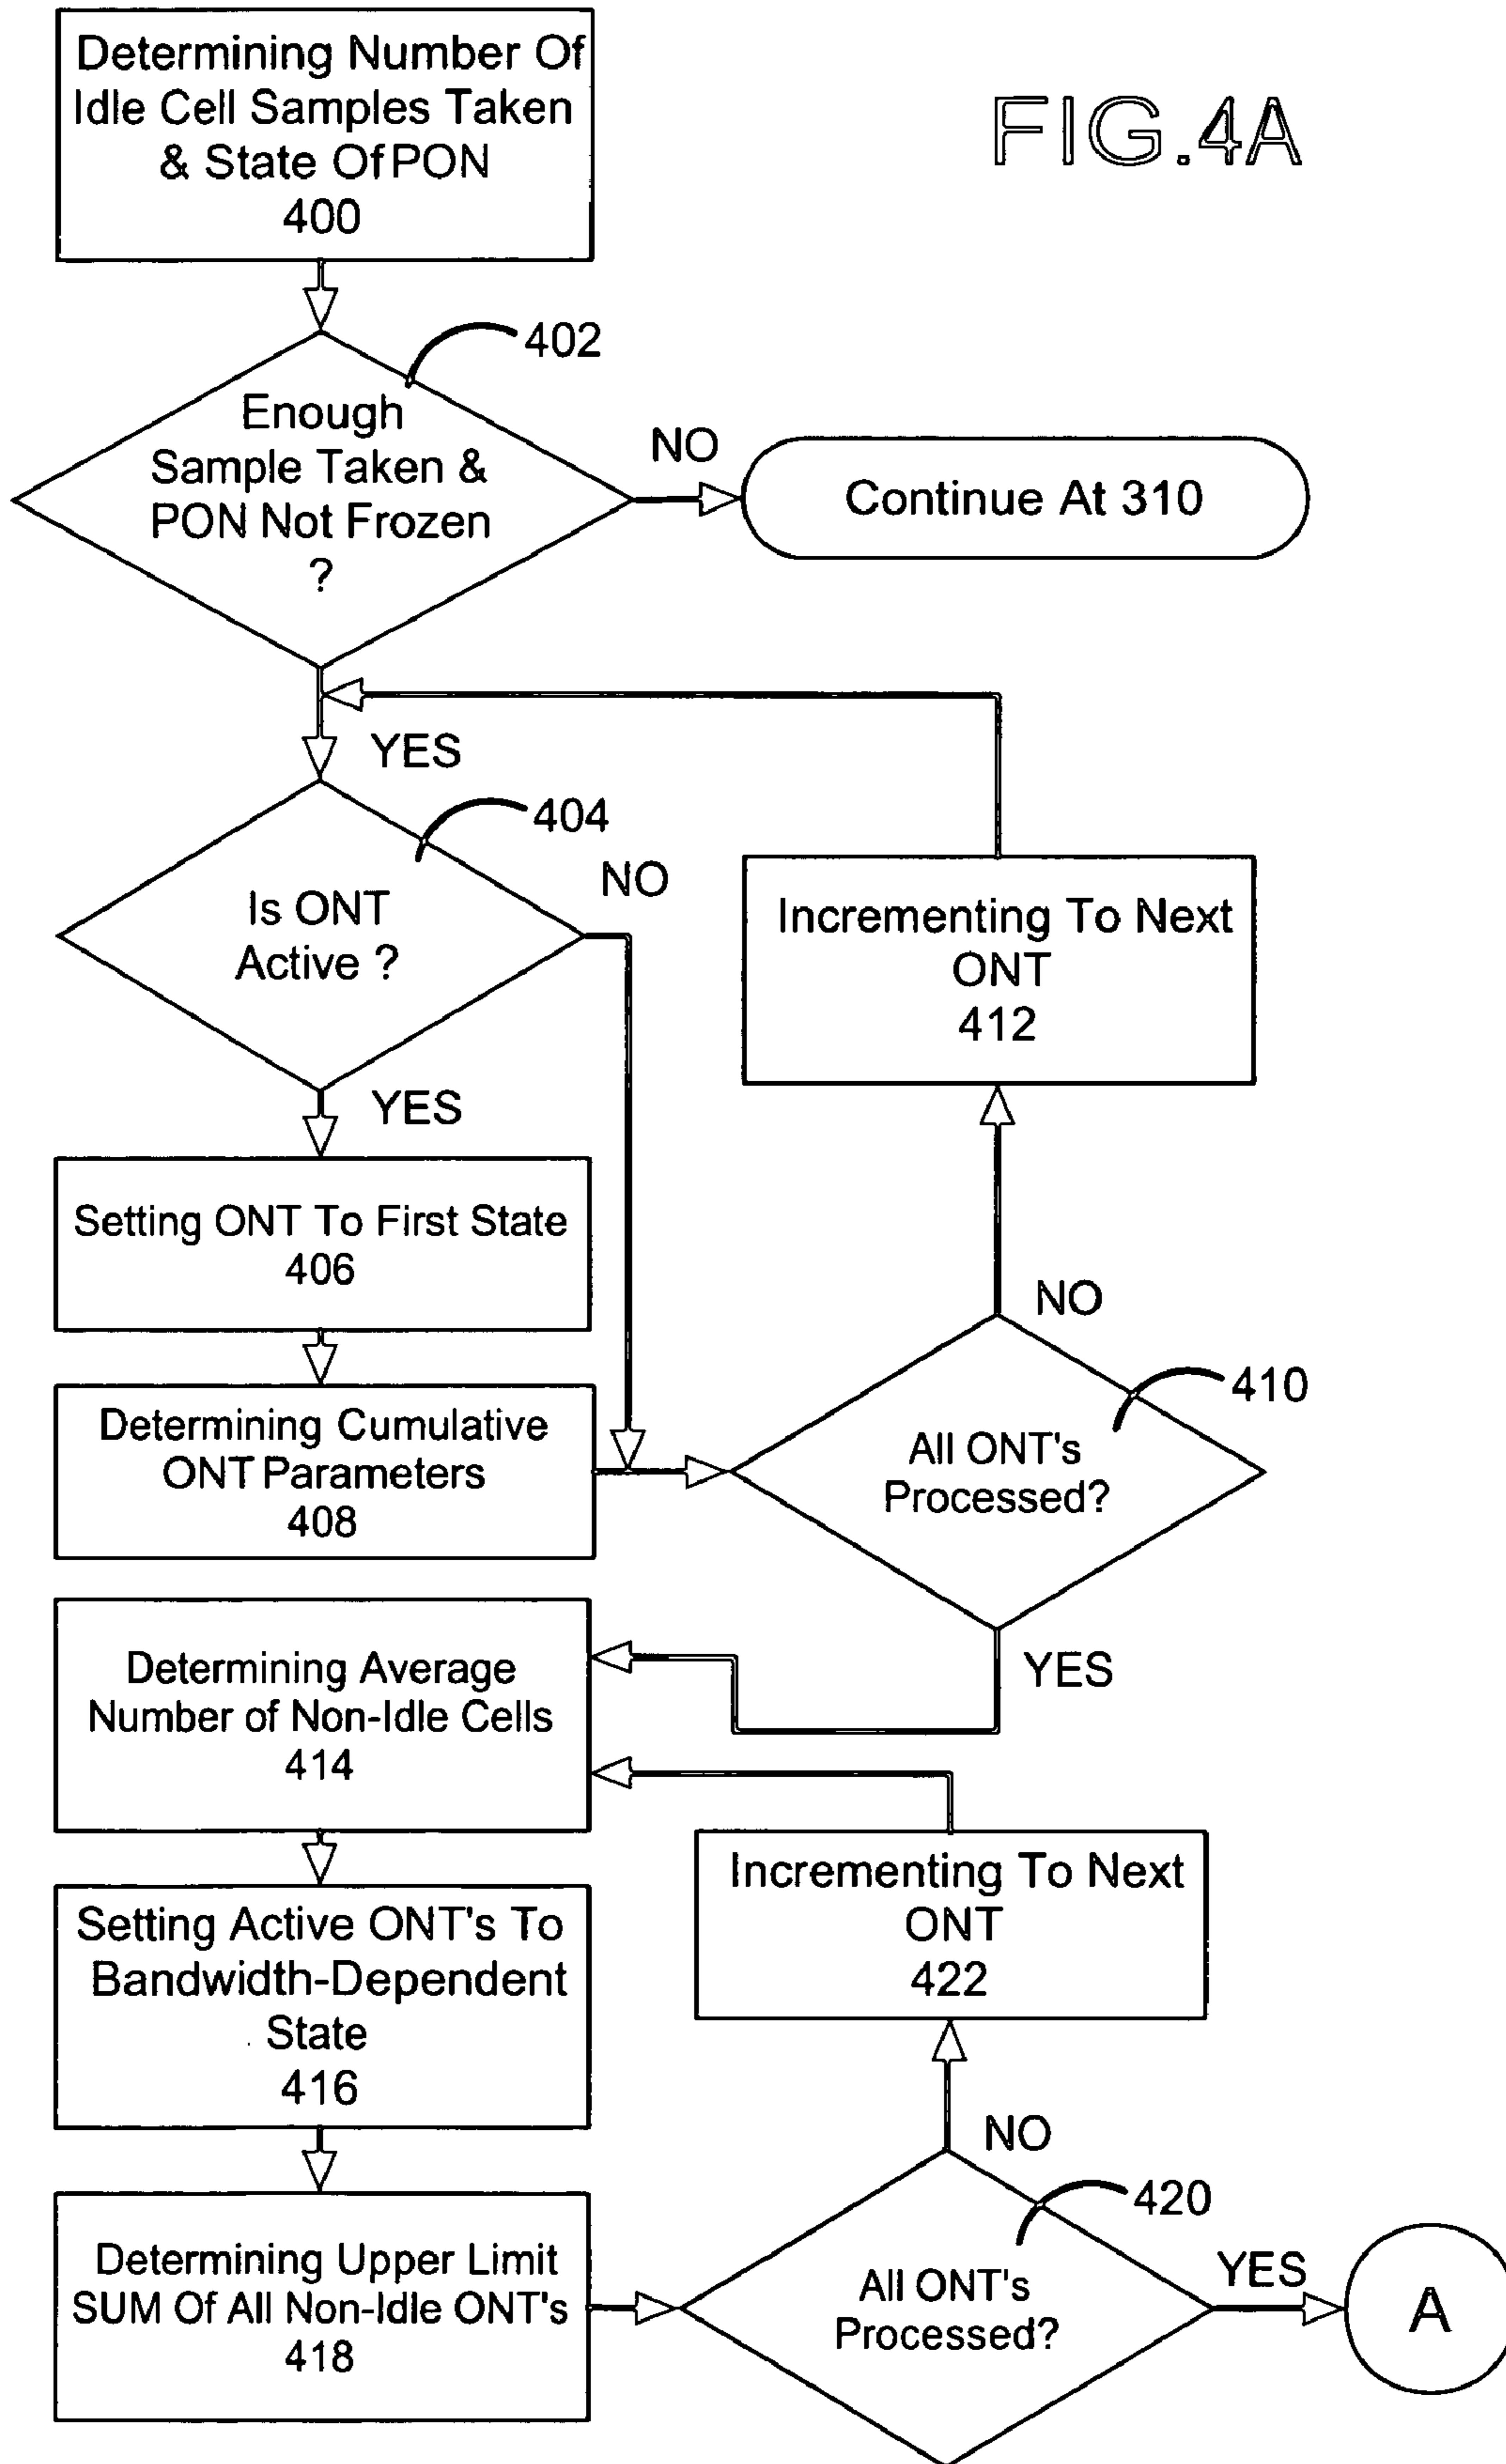 FIG.4A
Determining Number Of
Idle Cell Samples Taken
& State Of PON
400
402
Enough
Sample Taken &
PON Not Frozen
?
NO
Continue At 310
YES
404
Is ONT
Active ?
NO
Incrementing To Next
ONT
412
YES
Setting ONT To First State
406
NO
410
Determining Cumulative
ONT Parameters
408
All ONT's
Processed?
YES
Determining Average
Number of Non-Idle Cells
414
Incrementing To Next
ONT
422
Setting Active ONT's To
Bandwidth-Dependent
State
416
NO
420
Determining Upper Limit
SUM Of All Non-Idle ONT's
418
All ONT's
Processed?
YES
A